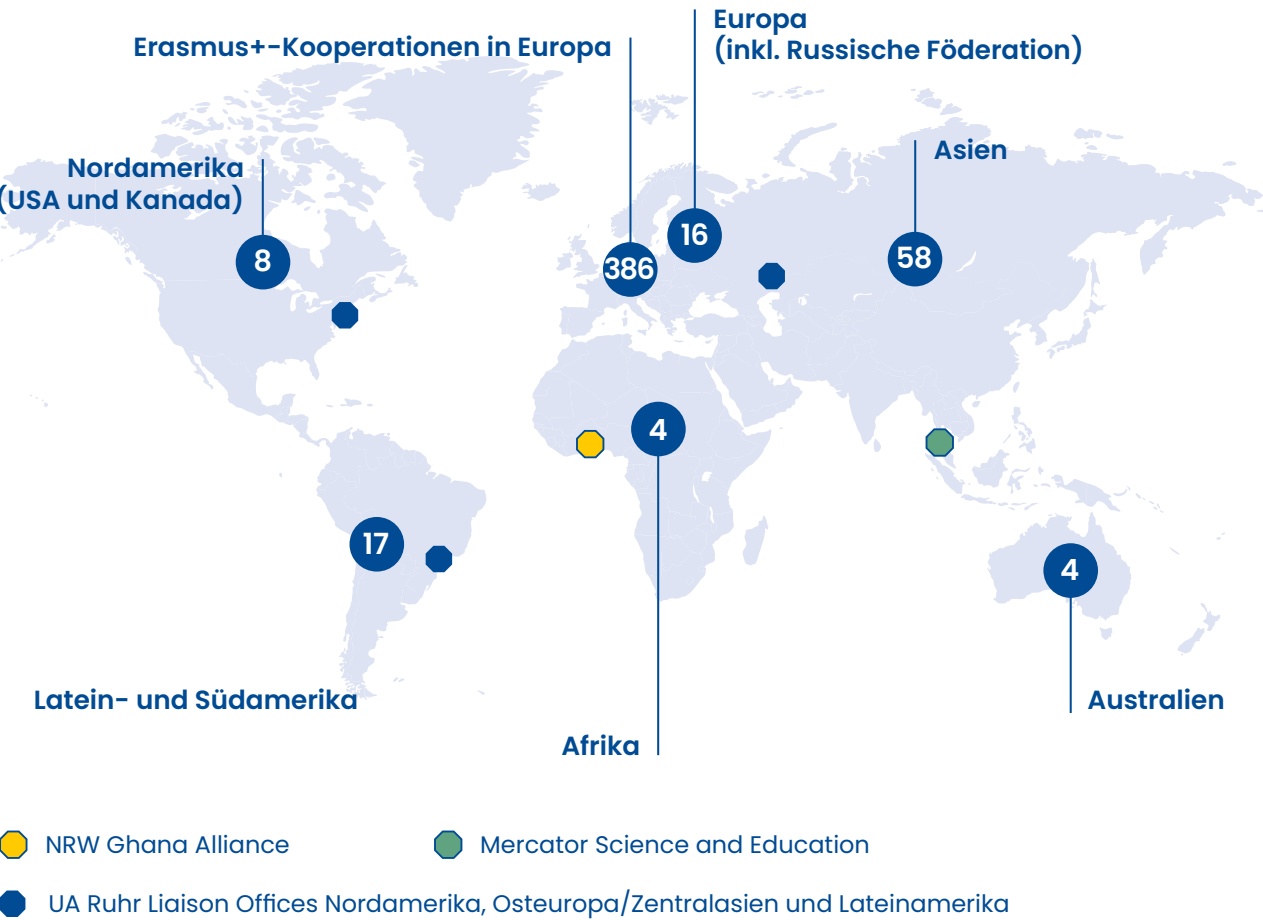 Europa
(inkl. Russische Föderation)
Erasmus+-Kooperationen in Europa
Asien
Nordamerika
(USA und Kanada)
16
58
8
386
4
17
4
Latein- und Südamerika
Australien
Afrika
NRW Ghana Alliance
Mercator Science and Education
UA Ruhr Liaison Offices Nordamerika, Osteuropa/Zentralasien und Lateinamerika